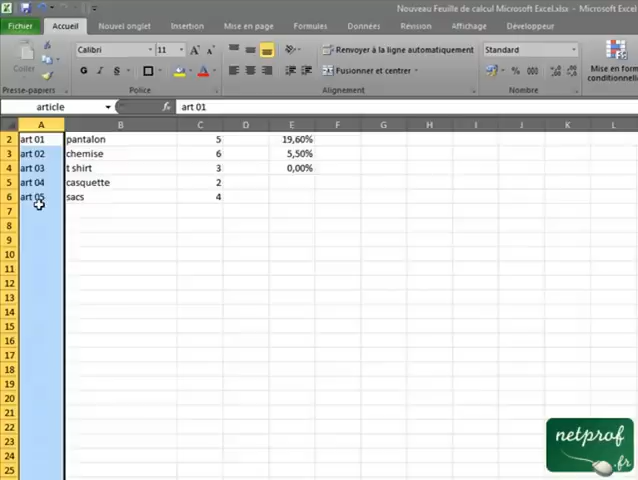 Nouveau Feuille de calcul Microsoft Excel.xlsx - Microsoft Excel
Fichier Accueil Nouvel onglet Insertion Mise en page Formules Données Révision Affichage Développeur
Calibri 11 Renvoyer à la ligne automatiquement Standard
Coller G I S A Fusionner et centrer % 000 Mise en form
conditionnelle
Presse-papiers Police Alignement Nombre
article fx art 01
A B C D E F G H I J K L
2 art 01 pantalon 5 19,60%
3 art 02 chemise 6 5,50%
4 art 03 t shirt 3 0,00%
5 art 04 casquette 2
6 art 05 sacs 4
7
8
9
10
11
12
13
14
15
16
17
18
19
20
21
22
23
24
25
netprof
.fr